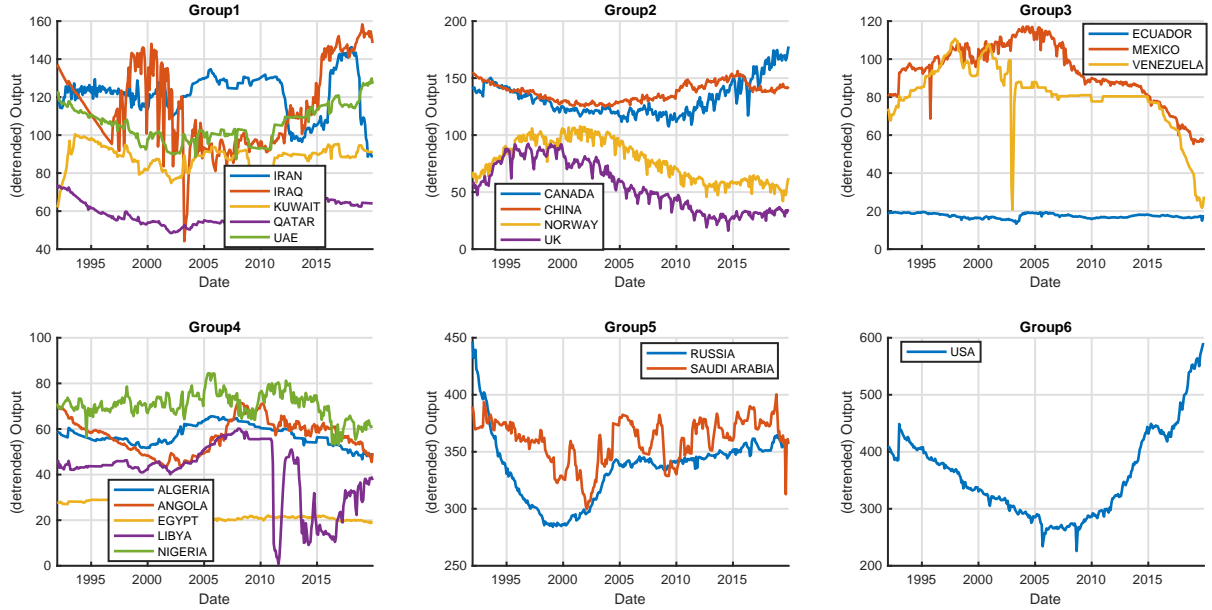 Group1
(detrended) Output
160
140
120
100
80
60
40
IRAN
IRAQ
KUWAIT
QATAR
UAE
1995 2000 2005 2010 2015
Date
Group2
(detrended) Output
200
150
100
50
0
CANADA
CHINA
NORWAY
UK
1995 2000 2005 2010 2015
Date
Group3
(detrended) Output
120
100
80
60
40
20
0
ECUADOR
MEXICO
VENEZUELA
1995 2000 2005 2010 2015
Date
Group4
(detrended) Output
100
80
60
40
20
0
ALGERIA
ANGOLA
EGYPT
LIBYA
NIGERIA
1995 2000 2005 2010 2015
Date
Group5
(detrended) Output
450
400
350
300
250
RUSSIA
SAUDI ARABIA
1995 2000 2005 2010 2015
Date
Group6
(detrended) Output
600
500
400
300
200
USA
1995 2000 2005 2010 2015
Date